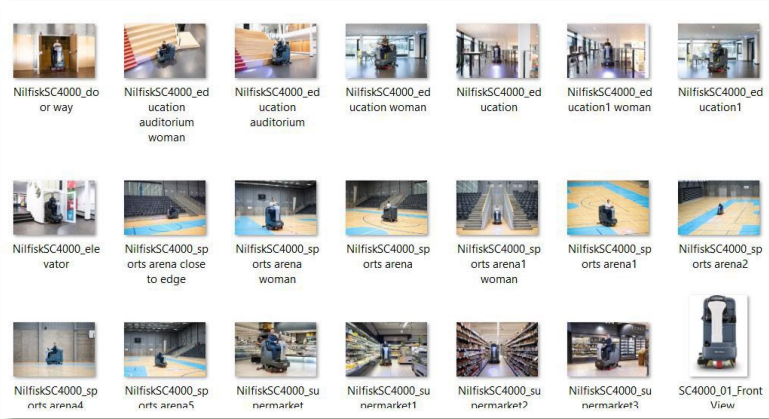 NilfiskSC4000_do
or way
NilfiskSC4000_ed
ucation
auditorium
woman
NilfiskSC4000_ed
ucation
auditorium
NilfiskSC4000_ed
ucation woman
NilfiskSC4000_ed
ucation
NilfiskSC4000_ed
ucation1 woman
NilfiskSC4000_ed
ucation1
NilfiskSC4000_ele
vator
NilfiskSC4000_sp
orts arena close
to edge
NilfiskSC4000_sp
orts arena
woman
NilfiskSC4000_sp
orts arena
NilfiskSC4000_sp
orts arena1
woman
NilfiskSC4000_sp
orts arena1
NilfiskSC4000_sp
orts arena2
NilfiskSC4000_sp
orts arena4
NilfiskSC4000_sp
orts arena5
NilfiskSC4000_su
permarket
NilfiskSC4000_su
permarket1
NilfiskSC4000_su
permarket2
NilfiskSC4000_su
permarket3
SC4000_01_Front
View